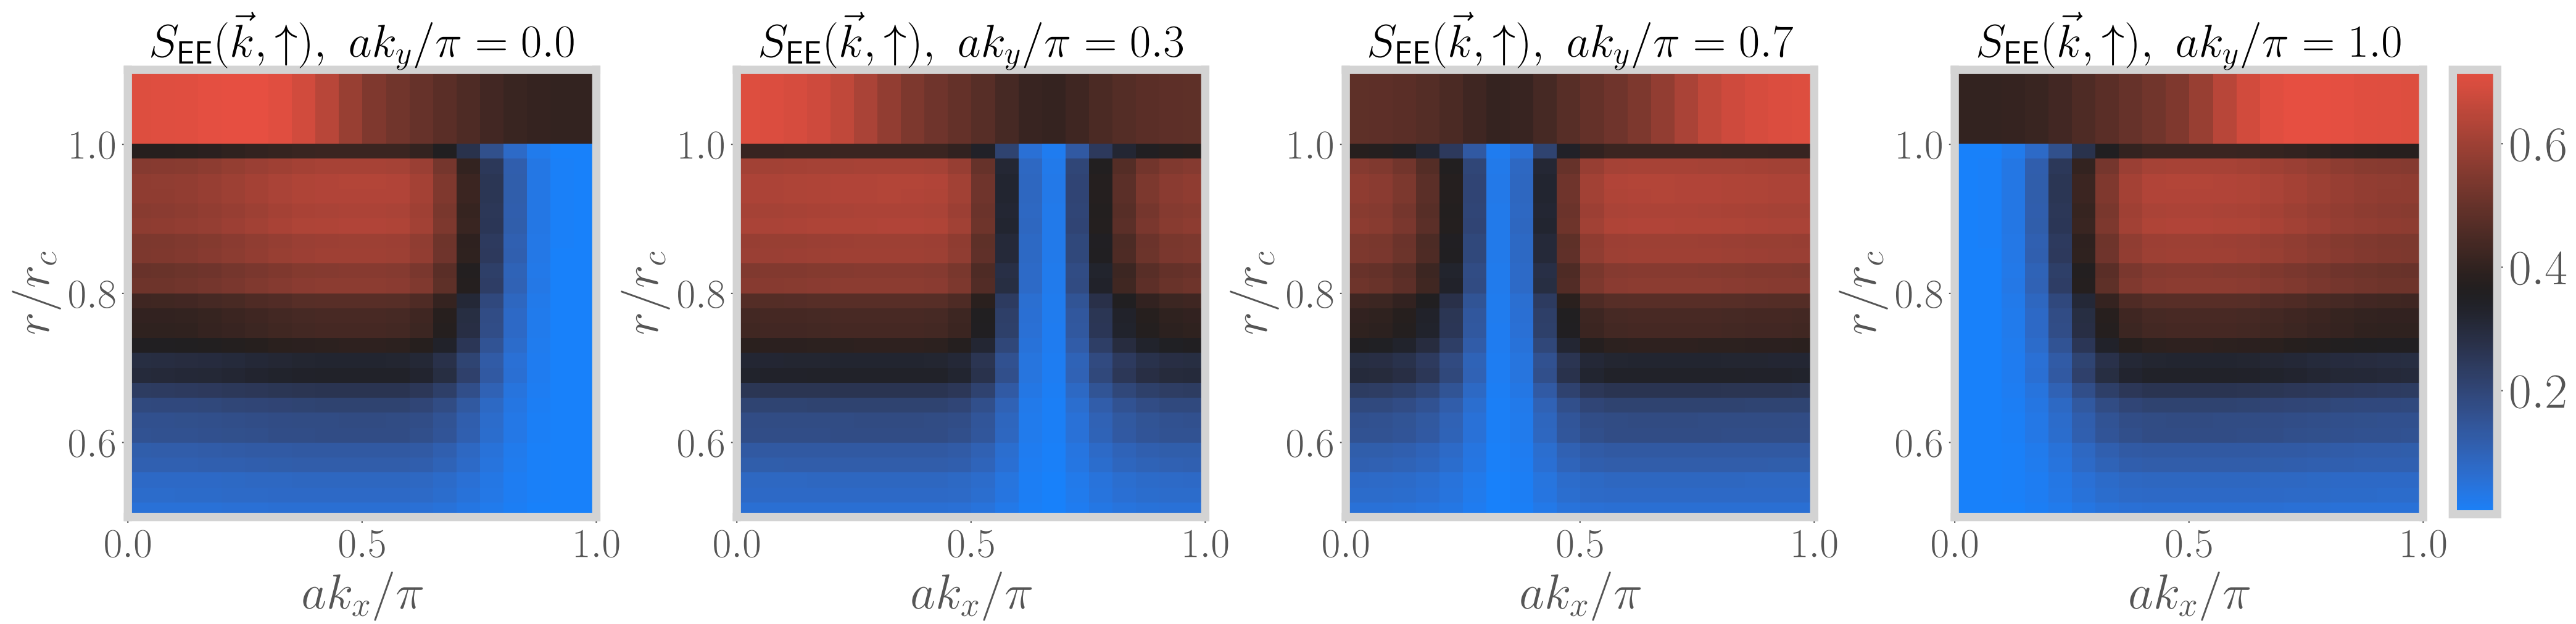 S_EE(k⃗, ↑), ak_y/π = 0.0
S_EE(k⃗, ↑), ak_y/π = 0.3
S_EE(k⃗, ↑), ak_y/π = 0.7
S_EE(k⃗, ↑), ak_y/π = 1.0
r/r_c
1.0
0.8
0.6
0.0 0.5 1.0
ak_x/π
r/r_c
1.0
0.8
0.6
0.0 0.5 1.0
ak_x/π
r/r_c
1.0
0.8
0.6
0.0 0.5 1.0
ak_x/π
r/r_c
1.0
0.8
0.6
0.0 0.5 1.0
ak_x/π
0.6
0.4
0.2